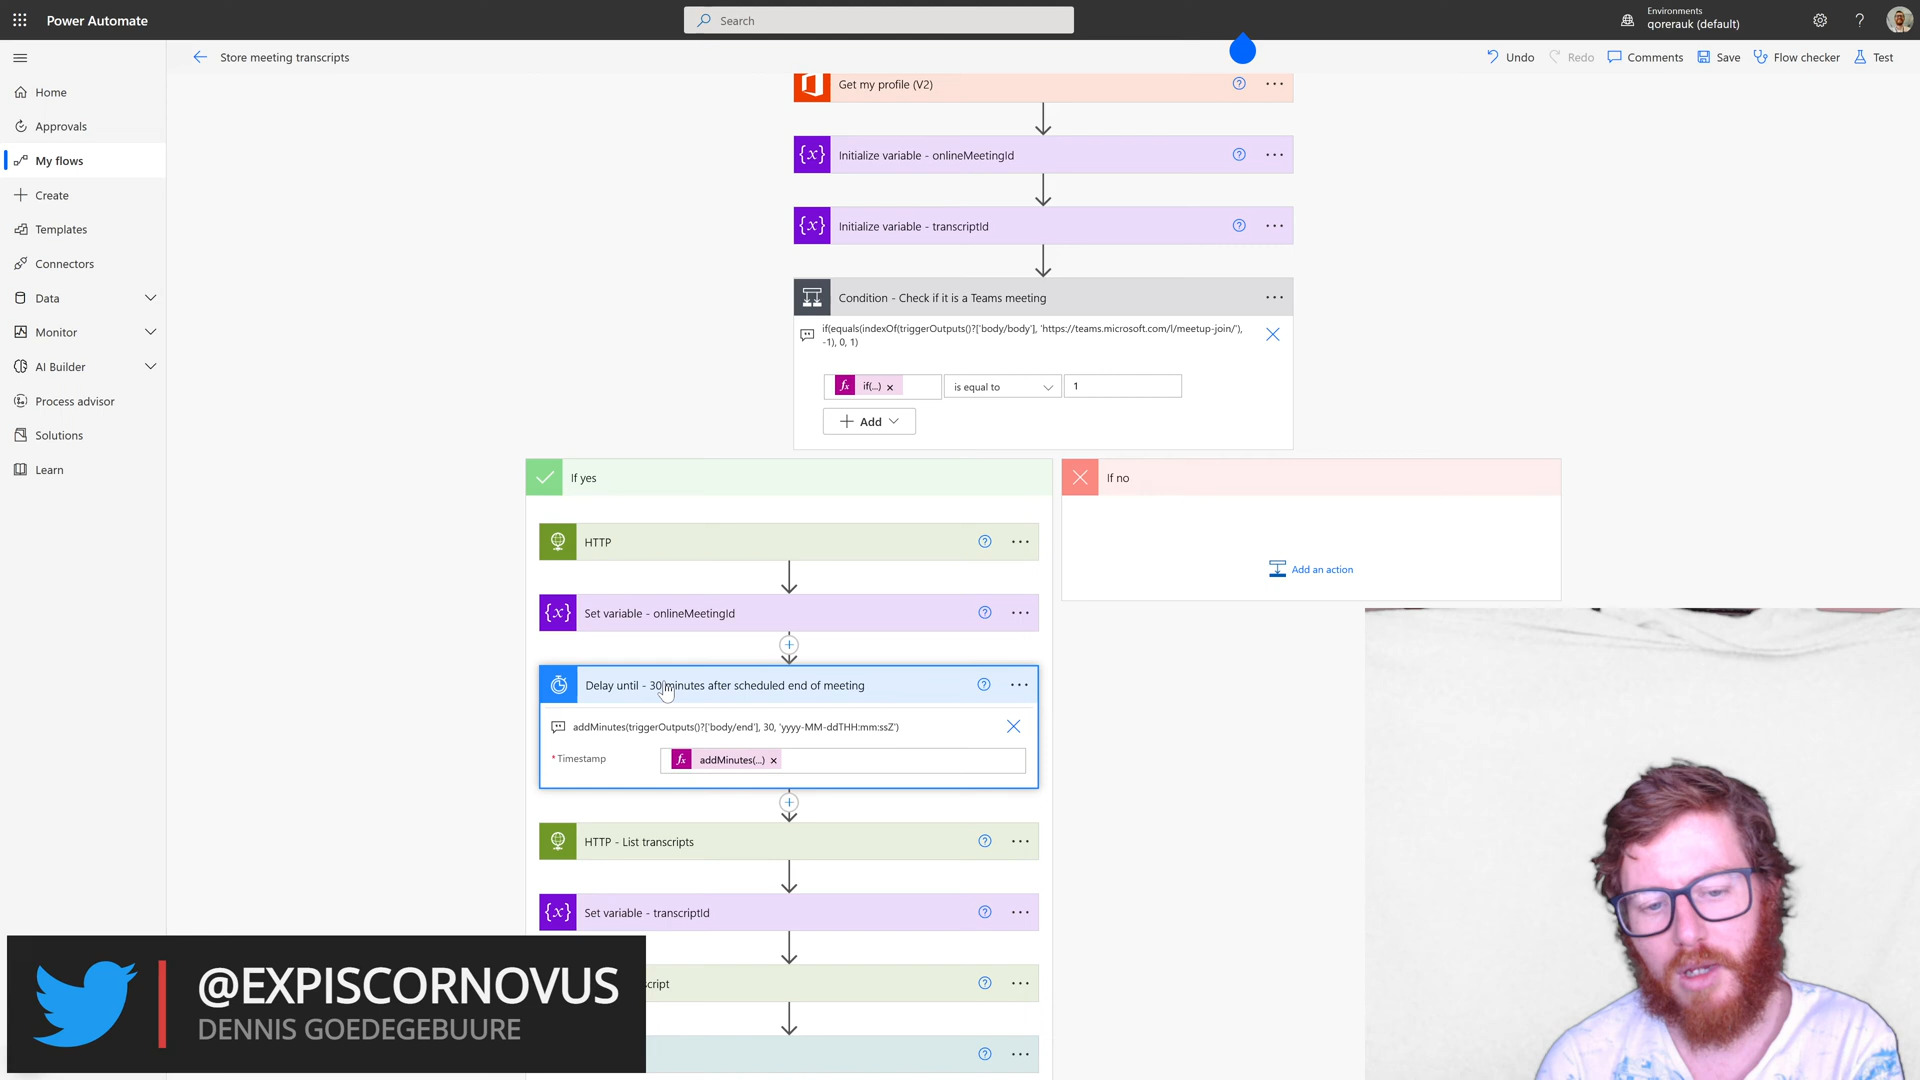 Power Automate
Search
Environments
qorerauk (default)
Store meeting transcripts
Undo
Redo
Comments
Save
Flow checker
Test
Home
Approvals
My flows
Create
Templates
Connectors
Data
Monitor
AI Builder
Process advisor
Solutions
Learn
Get my profile (V2)
Initialize variable - onlineMeetingId
Initialize variable - transcriptId
Condition - Check if it is a Teams meeting
if(equals(indexOf(triggerOutputs()?['body/body'], 'https://teams.microsoft.com/l/meetup-join/'),
-1), 0, 1)
fx if(...) ×
is equal to
1
+ Add
If yes
If no
HTTP
Add an action
Set variable - onlineMeetingId
Delay until - 30 minutes after scheduled end of meeting
addMinutes(triggerOutputs()?['body/end'], 30, 'yyyy-MM-ddTHH:mm:ssZ')
* Timestamp
fx addMinutes(...) ×
HTTP - List transcripts
Set variable - transcriptId
script
@EXPISCORNOVUS
DENNIS GOEDEGEBUURE